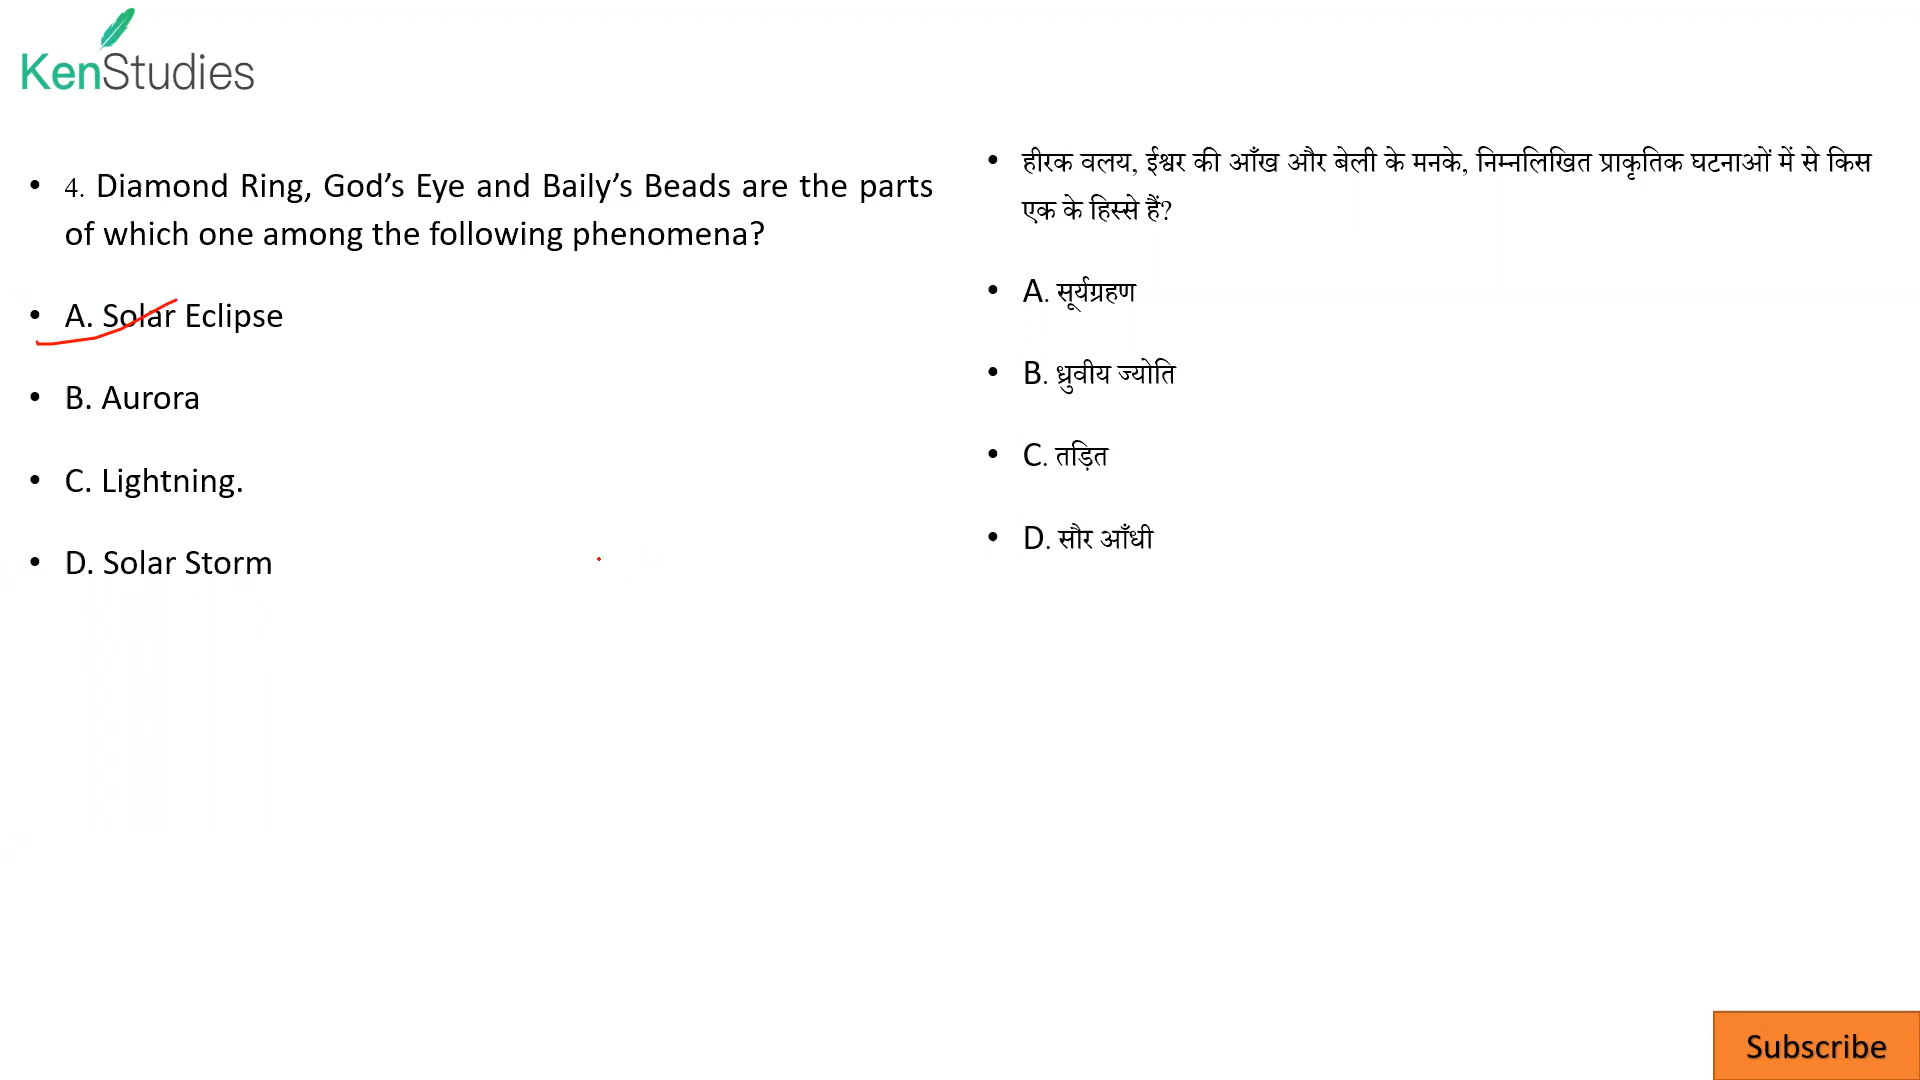 KenStudies
• 4. Diamond Ring, God’s Eye and Baily’s Beads are the parts
of which one among the following phenomena?
• A. Solar Eclipse
• B. Aurora
• C. Lightning.
• D. Solar Storm
• हीरक वलय, ईश्वर की आँख और बेली के मनके, निम्नलिखित प्राकृतिक घटनाओं में से किस
एक के हिस्से हैं?
• A. सूर्यग्रहण
• B. ध्रुवीय ज्योति
• C. तड़ित
• D. सौर आँधी
Subscribe